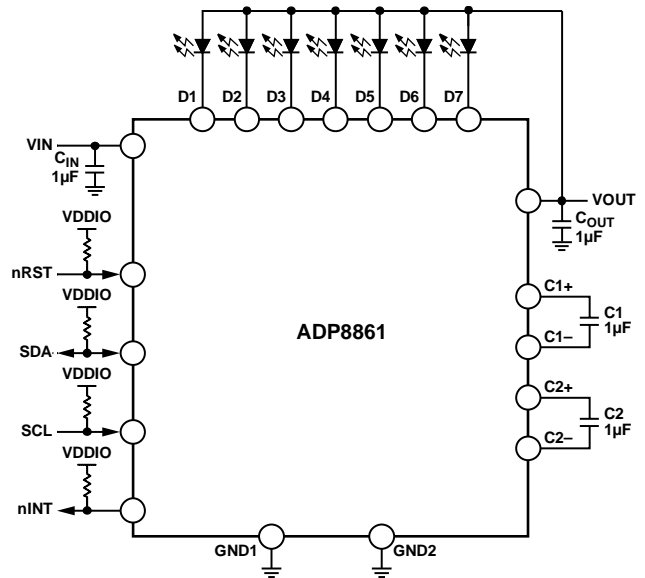 D1 D2 D3 D4 D5 D6 D7
VIN
CIN
1µF
VOUT
COUT
1µF
VDDIO
nRST
VDDIO
SDA
VDDIO
SCL
VDDIO
nINT
ADP8861
C1+
C1
1µF
C1–
C2+
C2
1µF
C2–
GND1 GND2